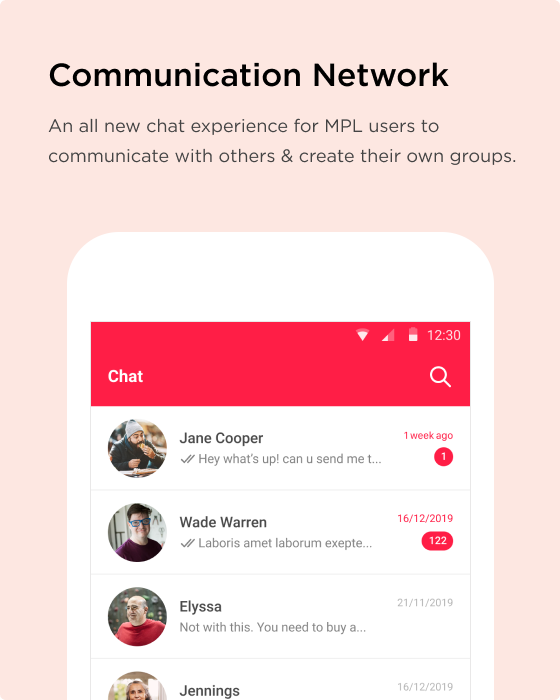 Communication Network
An all new chat experience for MPL users to
communicate with others & create their own groups.
12:30
Chat
Jane Cooper
1 week ago
Hey what's up! can u send me t...
1
Wade Warren
16/12/2019
Laboris amet laborum exepte...
122
Elyssa
21/11/2019
Not with this. You need to buy a...
Jennings
16/12/2019